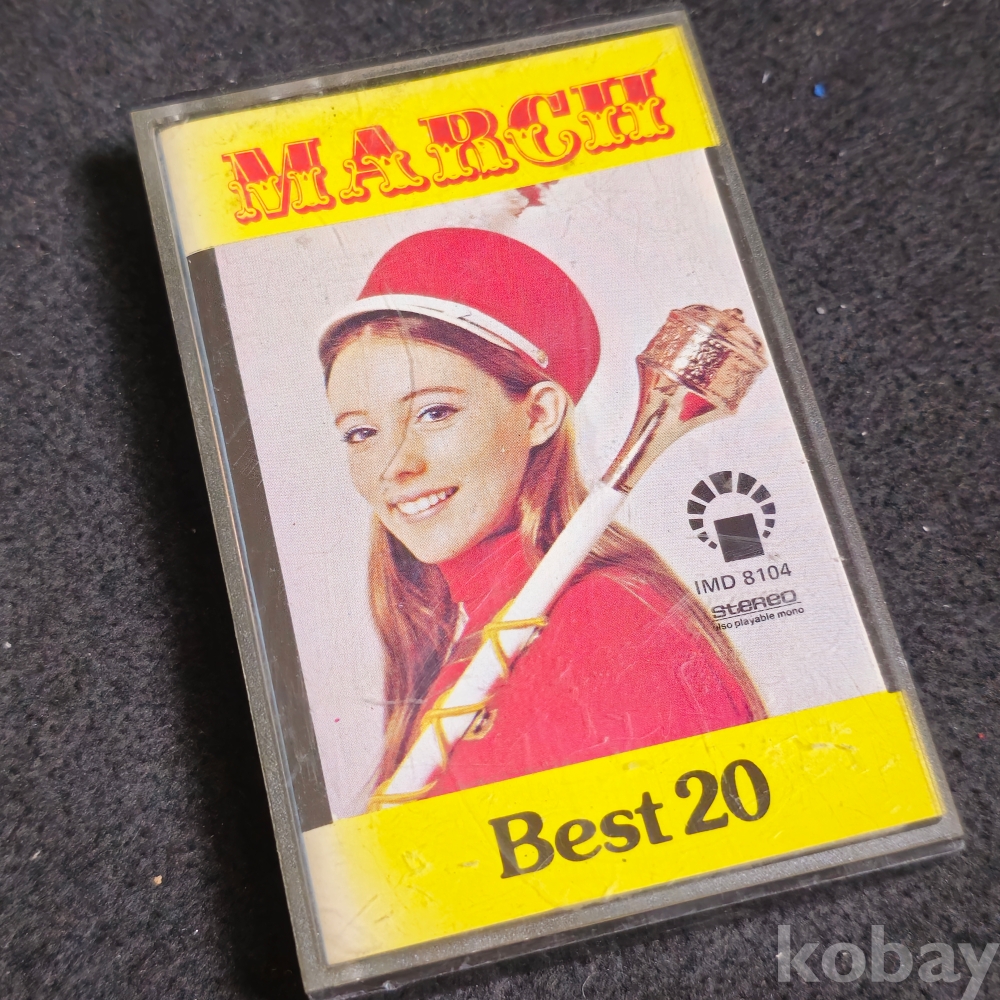 MARCH
IMD 8104
STEREO
also playable mono
Best 20
kobay